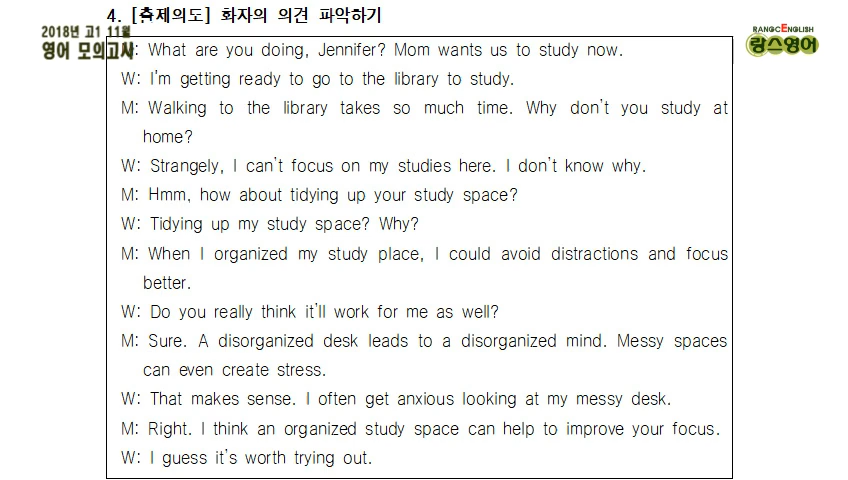 4. [출제의도] 화자의 의견 파악하기
2018년 고1 11월
영어 모의고사
RANGCENGLISH
랑스영어
M: What are you doing, Jennifer? Mom wants us to study now.
W: I'm getting ready to go to the library to study.
M: Walking to the library takes so much time. Why don't you study at
home?
W: Strangely, I can't focus on my studies here. I don't know why.
M: Hmm, how about tidying up your study space?
W: Tidying up my study space? Why?
M: When I organized my study place, I could avoid distractions and focus
better.
W: Do you really think it'll work for me as well?
M: Sure. A disorganized desk leads to a disorganized mind. Messy spaces
can even create stress.
W: That makes sense. I often get anxious looking at my messy desk.
M: Right. I think an organized study space can help to improve your focus.
W: I guess it's worth trying out.